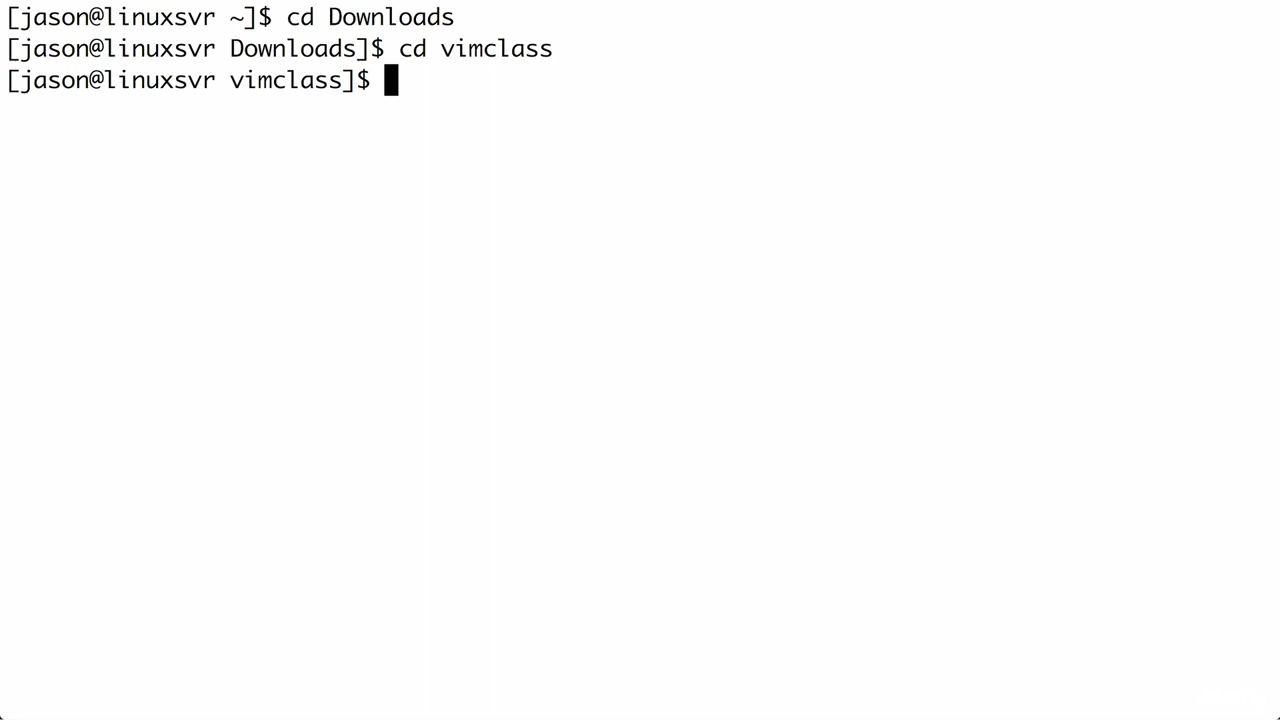 [jason@linuxsvr ~]$ cd Downloads
[jason@linuxsvr Downloads]$ cd vimclass
[jason@linuxsvr vimclass]$